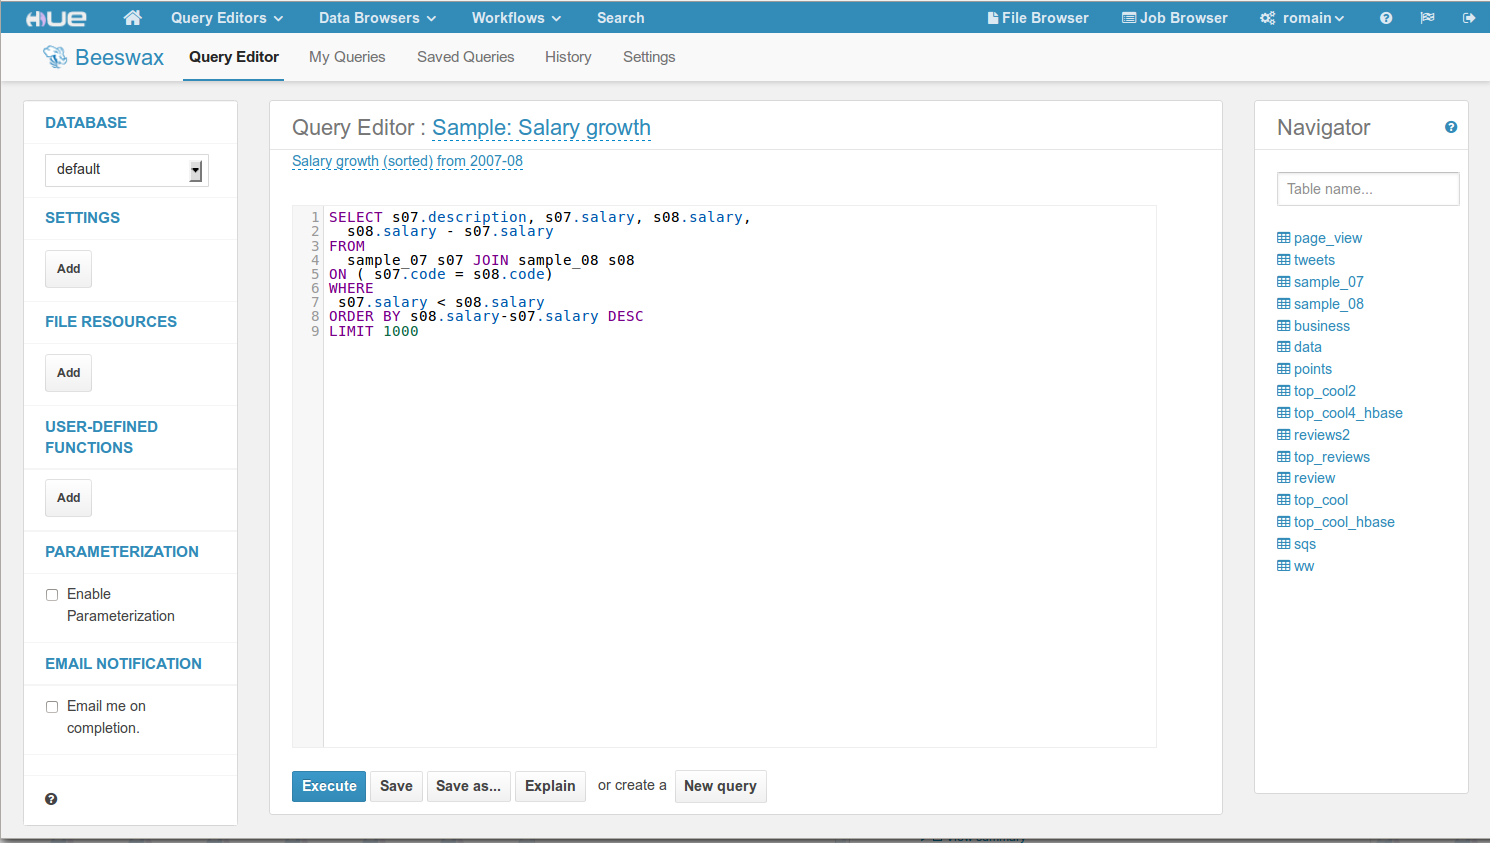 HUE Query Editors Data Browsers Workflows Search File Browser Job Browser romain
Beeswax Query Editor My Queries Saved Queries History Settings
DATABASE
default
SETTINGS
Add
FILE RESOURCES
Add
USER-DEFINED
FUNCTIONS
Add
PARAMETERIZATION
Enable
Parameterization
EMAIL NOTIFICATION
Email me on
completion.
Query Editor : Sample: Salary growth
Salary growth (sorted) from 2007-08
1 SELECT s07.description, s07.salary, s08.salary,
2   s08.salary - s07.salary
3 FROM
4   sample_07 s07 JOIN sample_08 s08
5 ON ( s07.code = s08.code)
6 WHERE
7  s07.salary < s08.salary
8 ORDER BY s08.salary-s07.salary DESC
9 LIMIT 1000
Execute Save Save as... Explain or create a New query
Navigator
Table name...
page_view
tweets
sample_07
sample_08
business
data
points
top_cool2
top_cool4_hbase
reviews2
top_reviews
review
top_cool
top_cool_hbase
sqs
ww